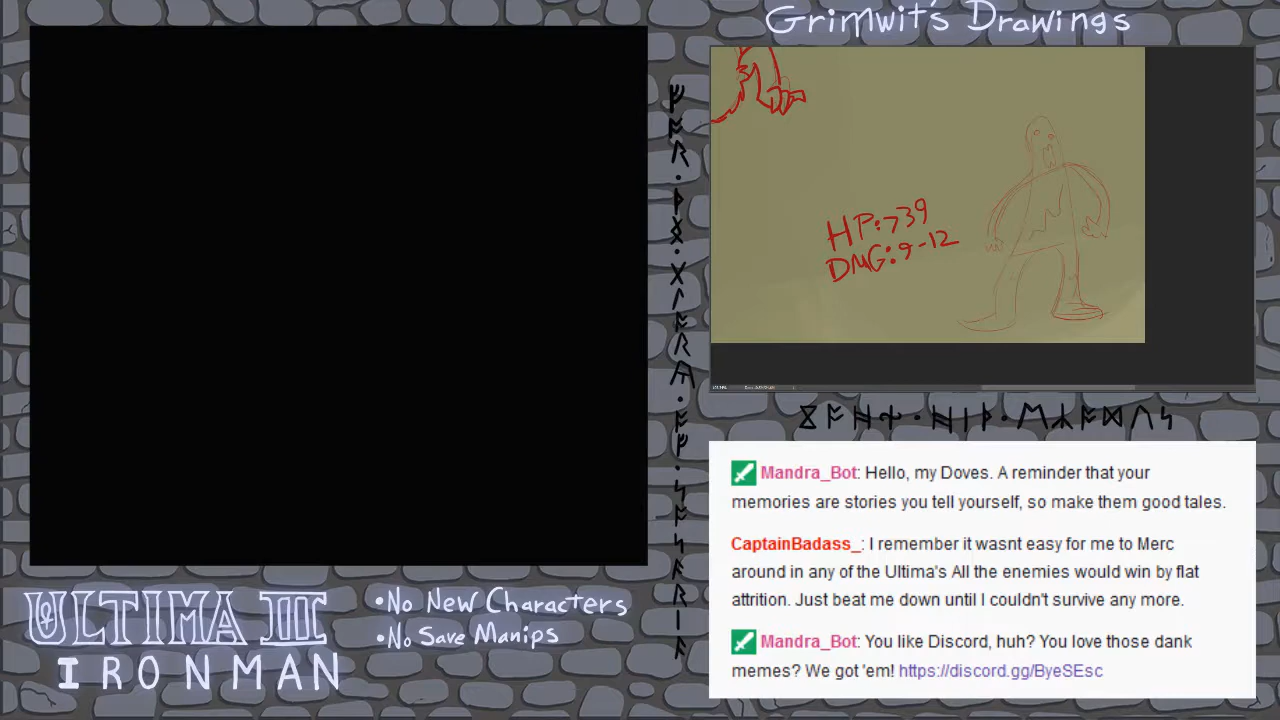 Grimwit's Drawings
HP:>39
DMG:9-12
ᚠ
Mandra_Bot: Hello, my Doves. A reminder that your
memories are stories you tell yourself, so make them good tales.
CaptainBadass_: I remember it wasnt easy for me to Merc
around in any of the Ultima's All the enemies would win by flat
attrition. Just beat me down until I couldn't survive any more.
Mandra_Bot: You like Discord, huh? You love those dank
memes? We got 'em! https://discord.gg/ByeSEsc
ULTIMA III
IRONMAN
•No New Characters
•No Save Manips